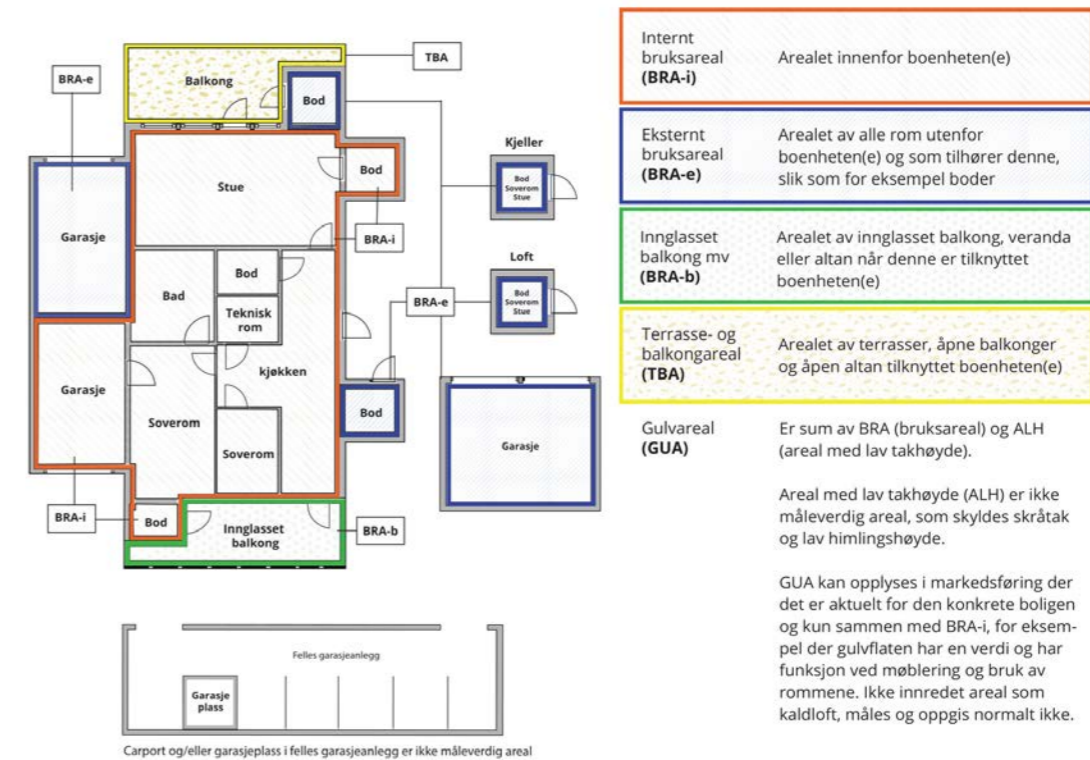 TBA
BRA-e
Balkong
Bod
Kjeller
Bod
Soverom
Stue
Stue
Bod
BRA-i
Garasje
Loft
Bod
Soverom
Stue
Bod
Bad
BRA-e
Teknisk
rom
kjøkken
Garasje
Bod
Soverom
Garasje
Soverom
BRA-i
Bod
Innglasset
balkong
BRA-b
Felles garasjeanlegg
Garasje
plass
Carport og/eller garasjeplass i felles garasjeanlegg er ikke måleverdig areal
Internt
bruksareal
(BRA-i)
Arealet innenfor boenheten(e)
Eksternt
bruksareal
(BRA-e)
Arealet av alle rom utenfor
boenheten(e) og som tilhører denne,
slik som for eksempel boder
Innglasset
balkong mv
(BRA-b)
Arealet av innglasset balkong, veranda
eller altan når denne er tilknyttet
boenheten(e)
Terrasse- og
balkongareal
(TBA)
Arealet av terrasser, åpne balkonger
og åpen altan tilknyttet boenheten(e)
Gulvareal
(GUA)
Er sum av BRA (bruksareal) og ALH
(areal med lav takhøyde).
Areal med lav takhøyde (ALH) er ikke
måleverdig areal, som skyldes skråtak
og lav himlingshøyde.
GUA kan opplyses i markedsføring der
det er aktuelt for den konkrete boligen
og kun sammen med BRA-i, for eksem-
pel der gulvflaten har en verdi og har
funksjon ved møblering og bruk av
rommene. Ikke innredet areal som
kaldloft, måles og oppgis normalt ikke.